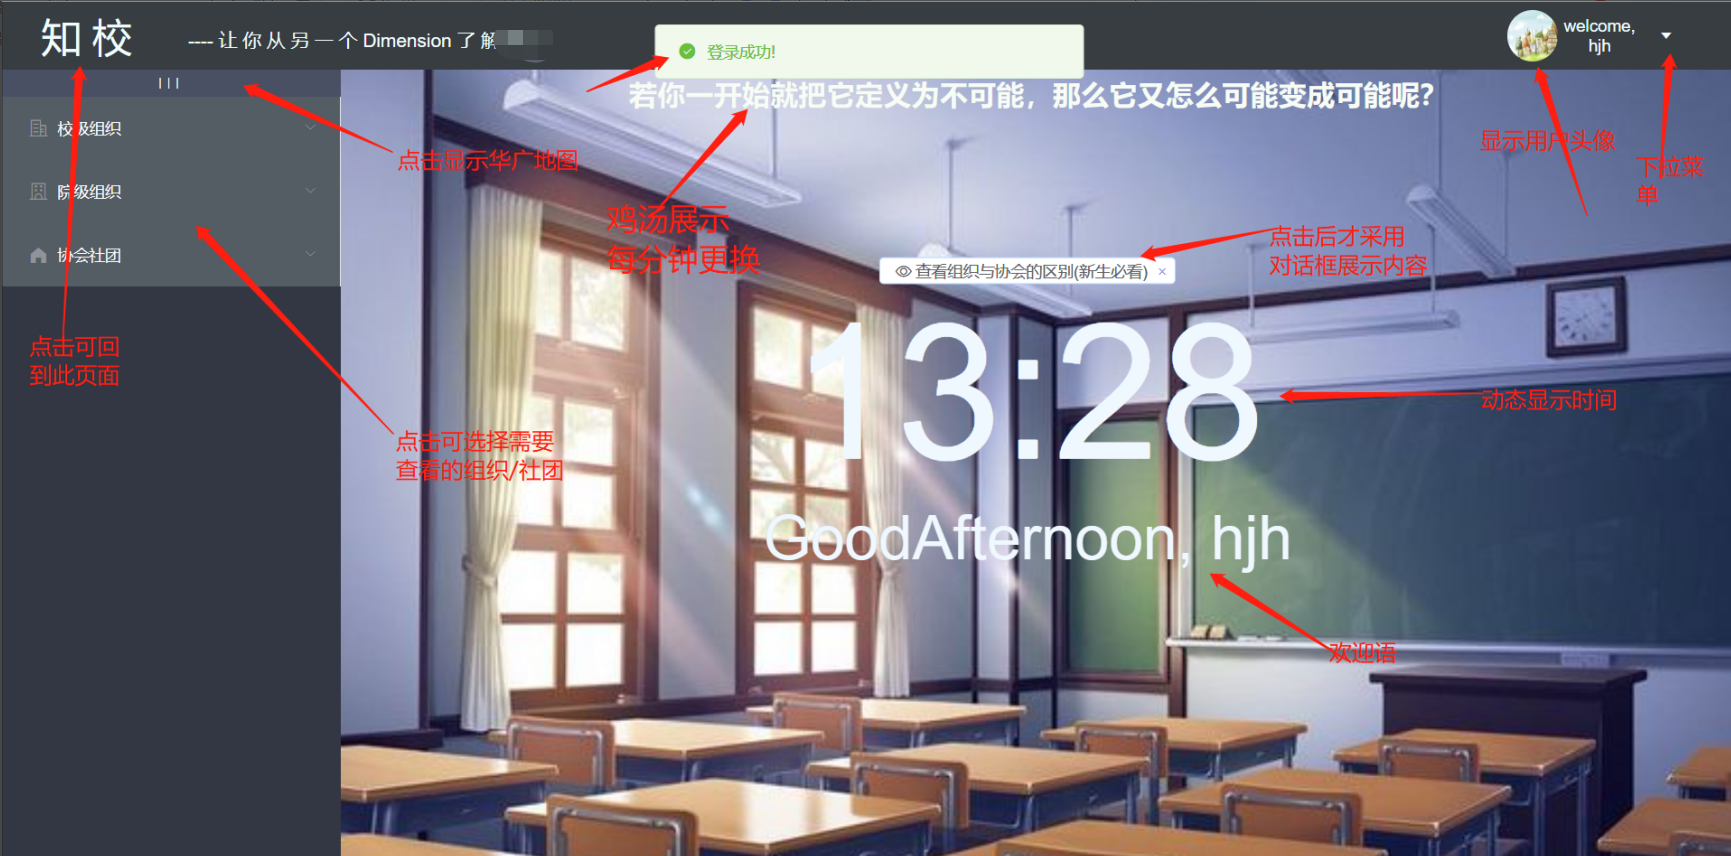 知校
---- 让你从另一个 Dimension 了解
登录成功!
welcome,
hjh
|||
若你一开始就把它定义为不可能，那么它又怎么可能变成可能呢?
校级组织
点击显示华广地图
显示用户头像
下拉菜
单
院级组织
鸡汤展示
每分钟更换
协会社团
点击后才采用
对话框展示内容
查看组织与协会的区别(新生必看) ×
点击可回
到此页面
13:28
动态显示时间
点击可选择需要
查看的组织/社团
GoodAfternoon, hjh
欢迎语